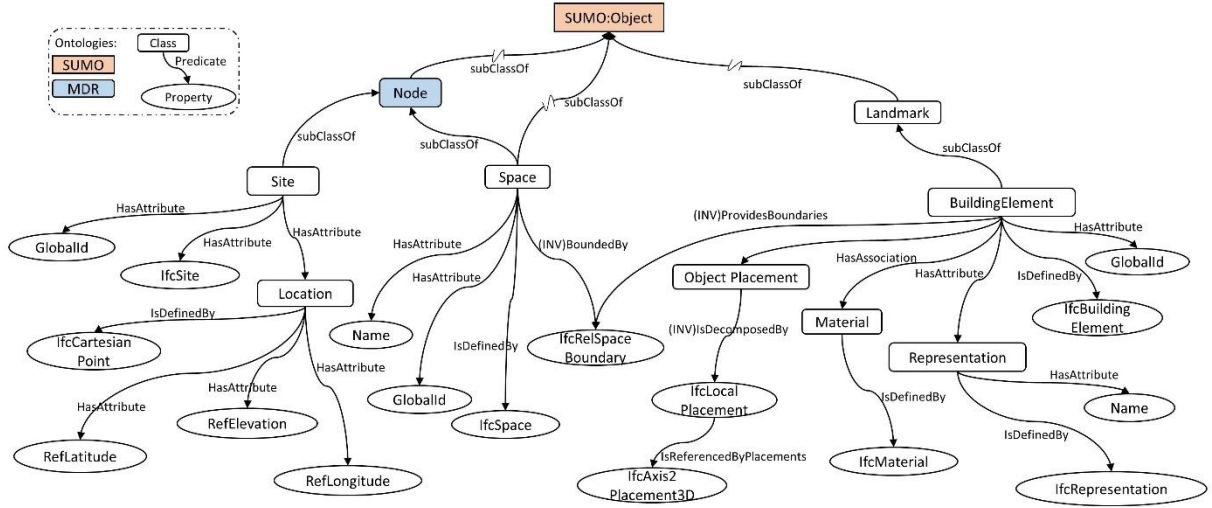 SUMO:Object
Ontologies:
SUMO
MDR
Class
Predicate
Property
subClassOf
subClassOf
subClassOf
Node
Landmark
subClassOf
subClassOf
subClassOf
Site
Space
BuildingElement
HasAttribute
HasAttribute
HasAttribute
GlobalId
IfcSite
Location
IsDefinedBy
IfcCartesian
Point
HasAttribute
HasAttribute
HasAttribute
RefLatitude
RefElevation
RefLongitude
HasAttribute
(INV)BoundedBy
Name
IsDefinedBy
GlobalId
IfcSpace
(INV)ProvidesBoundaries
IfcRelSpace
Boundary
Object Placement
(INV)IsDecomposedBy
IfcLocal
Placement
IsReferencedByPlacements
IfcAxis2
Placement3D
HasAssociation
Material
IsDefinedBy
IfcMaterial
HasAttribute
Representation
HasAttribute
Name
IsDefinedBy
IfcRepresentation
IsDefinedBy
IfcBuilding
Element
HasAttribute
GlobalId